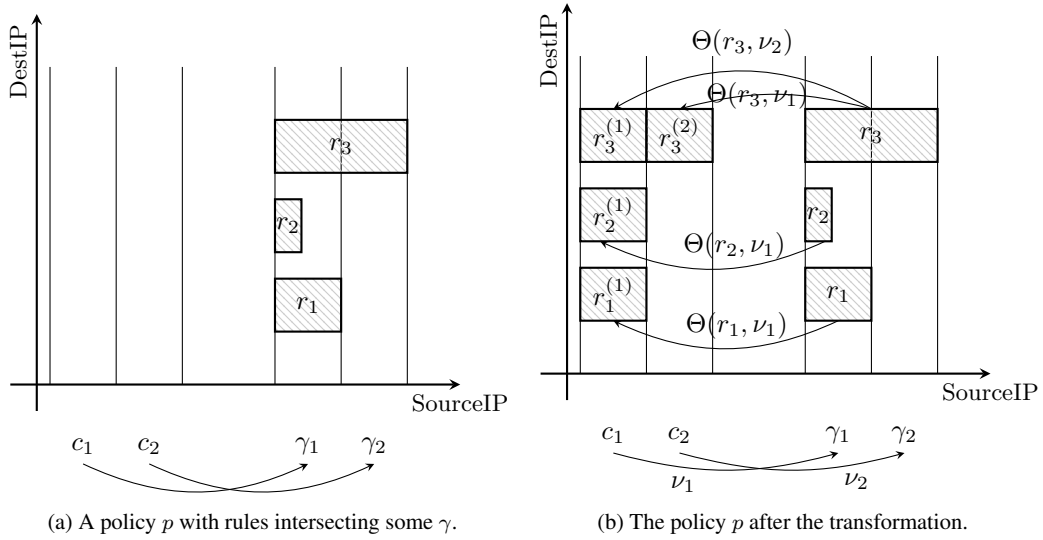 DestIP
r₃
r₂
r₁
SourceIP
c₁ c₂ γ₁ γ₂
(a) A policy p with rules intersecting some γ.
DestIP
Θ(r₃, ν₂)
Θ(r₃, ν₁)
r₃⁽¹⁾ r₃⁽²⁾ r₃
r₂⁽¹⁾ r₂
Θ(r₂, ν₁)
r₁⁽¹⁾ r₁
Θ(r₁, ν₁)
SourceIP
c₁ c₂ γ₁ γ₂
ν₁ ν₂
(b) The policy p after the transformation.